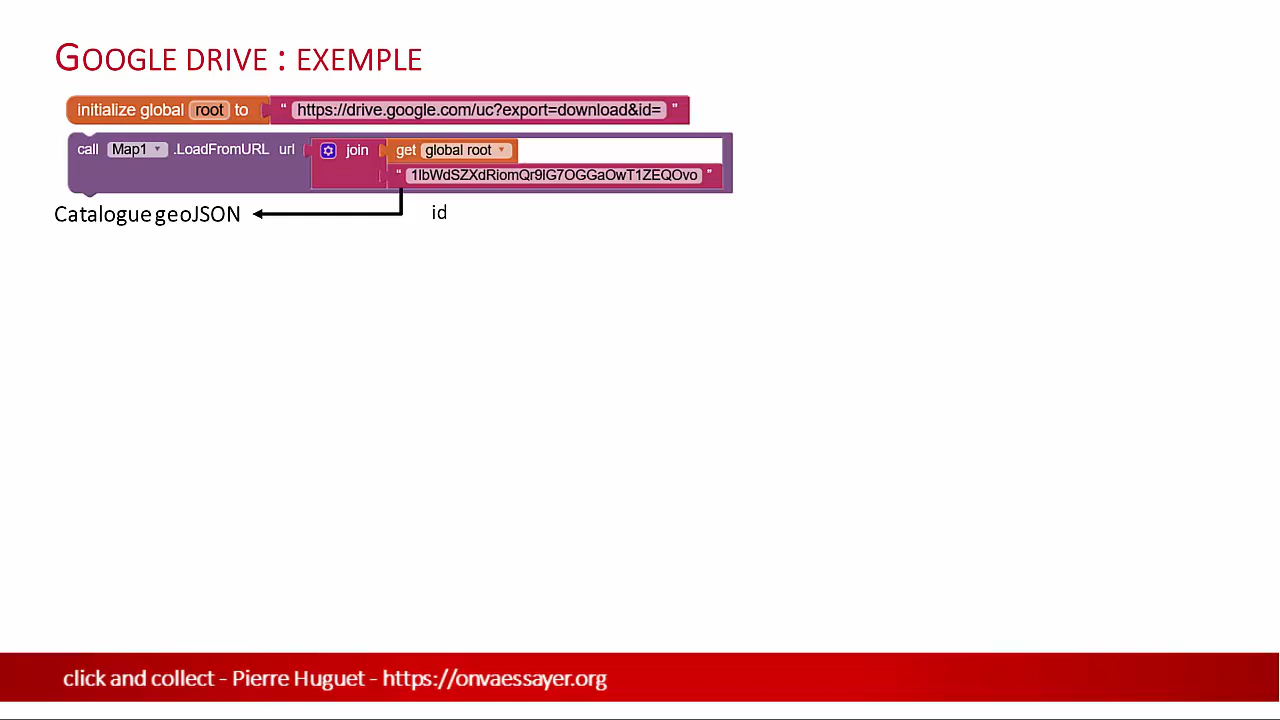 GOOGLE DRIVE : EXEMPLE
initialize global root to " https://drive.google.com/uc?export=download&id= "
call Map1 .LoadFromURL url join get global root
" 1IbWdSZXdRiomQr9IG7OGGaOwT1ZEQOvo "
Catalogue geoJSON id
click and collect - Pierre Huguet - https://onvaessayer.org